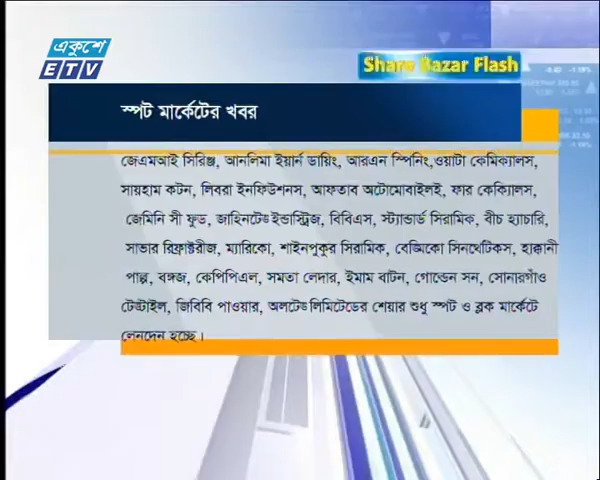 একুশে
ETV
Share Bazar Flash
স্পট মার্কেটের খবর
জেএমআই সিরিঞ্জ, আনলিমা ইয়ার্ন ডায়িং, আরএন স্পিনিং,ওয়াটা কেমিক্যালস,
সায়হাম কটন, লিবরা ইনফিউশনস, আফতাব অটোমোবাইলই, ফার কেক্যিালস,
জেমিনি সী ফুড, জাহিনটেক্ট ইন্ডাস্ট্রিজ, বিবিএস, স্ট্যান্ডার্ড সিরামিক, বীচ হ্যাচারি,
সাভার রিফ্রাক্টরীজ, ম্যারিকো, শাইনপুকুর সিরামিক, বেক্মিকো সিনথেটিকস, হাক্কানী
পাল্প, বঙ্গজ, কেপিপিএল, সমতা লেদার, ইমাম বাটন, গোল্ডেন সন, সোনারগাঁও
টেক্টাইল, জিবিবি পাওয়ার, অলটেক্ট লিমিটেডের শেয়ার শুধু স্পট ও ব্লক মার্কেটে
লেনদেন হচ্ছে।